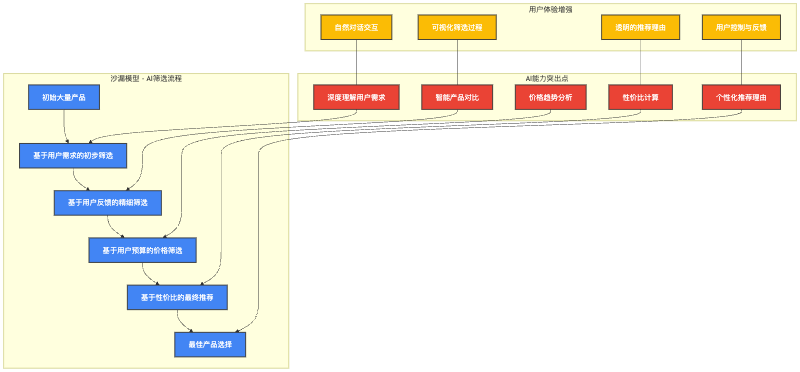 用户体验增强
自然对话交互
可视化筛选过程
透明的推荐理由
用户控制与反馈
沙漏模型 - AI筛选流程
AI能力突出点
初始大量产品
深度理解用户需求
智能产品对比
价格趋势分析
性价比计算
个性化推荐理由
基于用户需求的初步筛选
基于用户反馈的精细筛选
基于用户预算的价格筛选
基于性价比的最终推荐
最佳产品选择